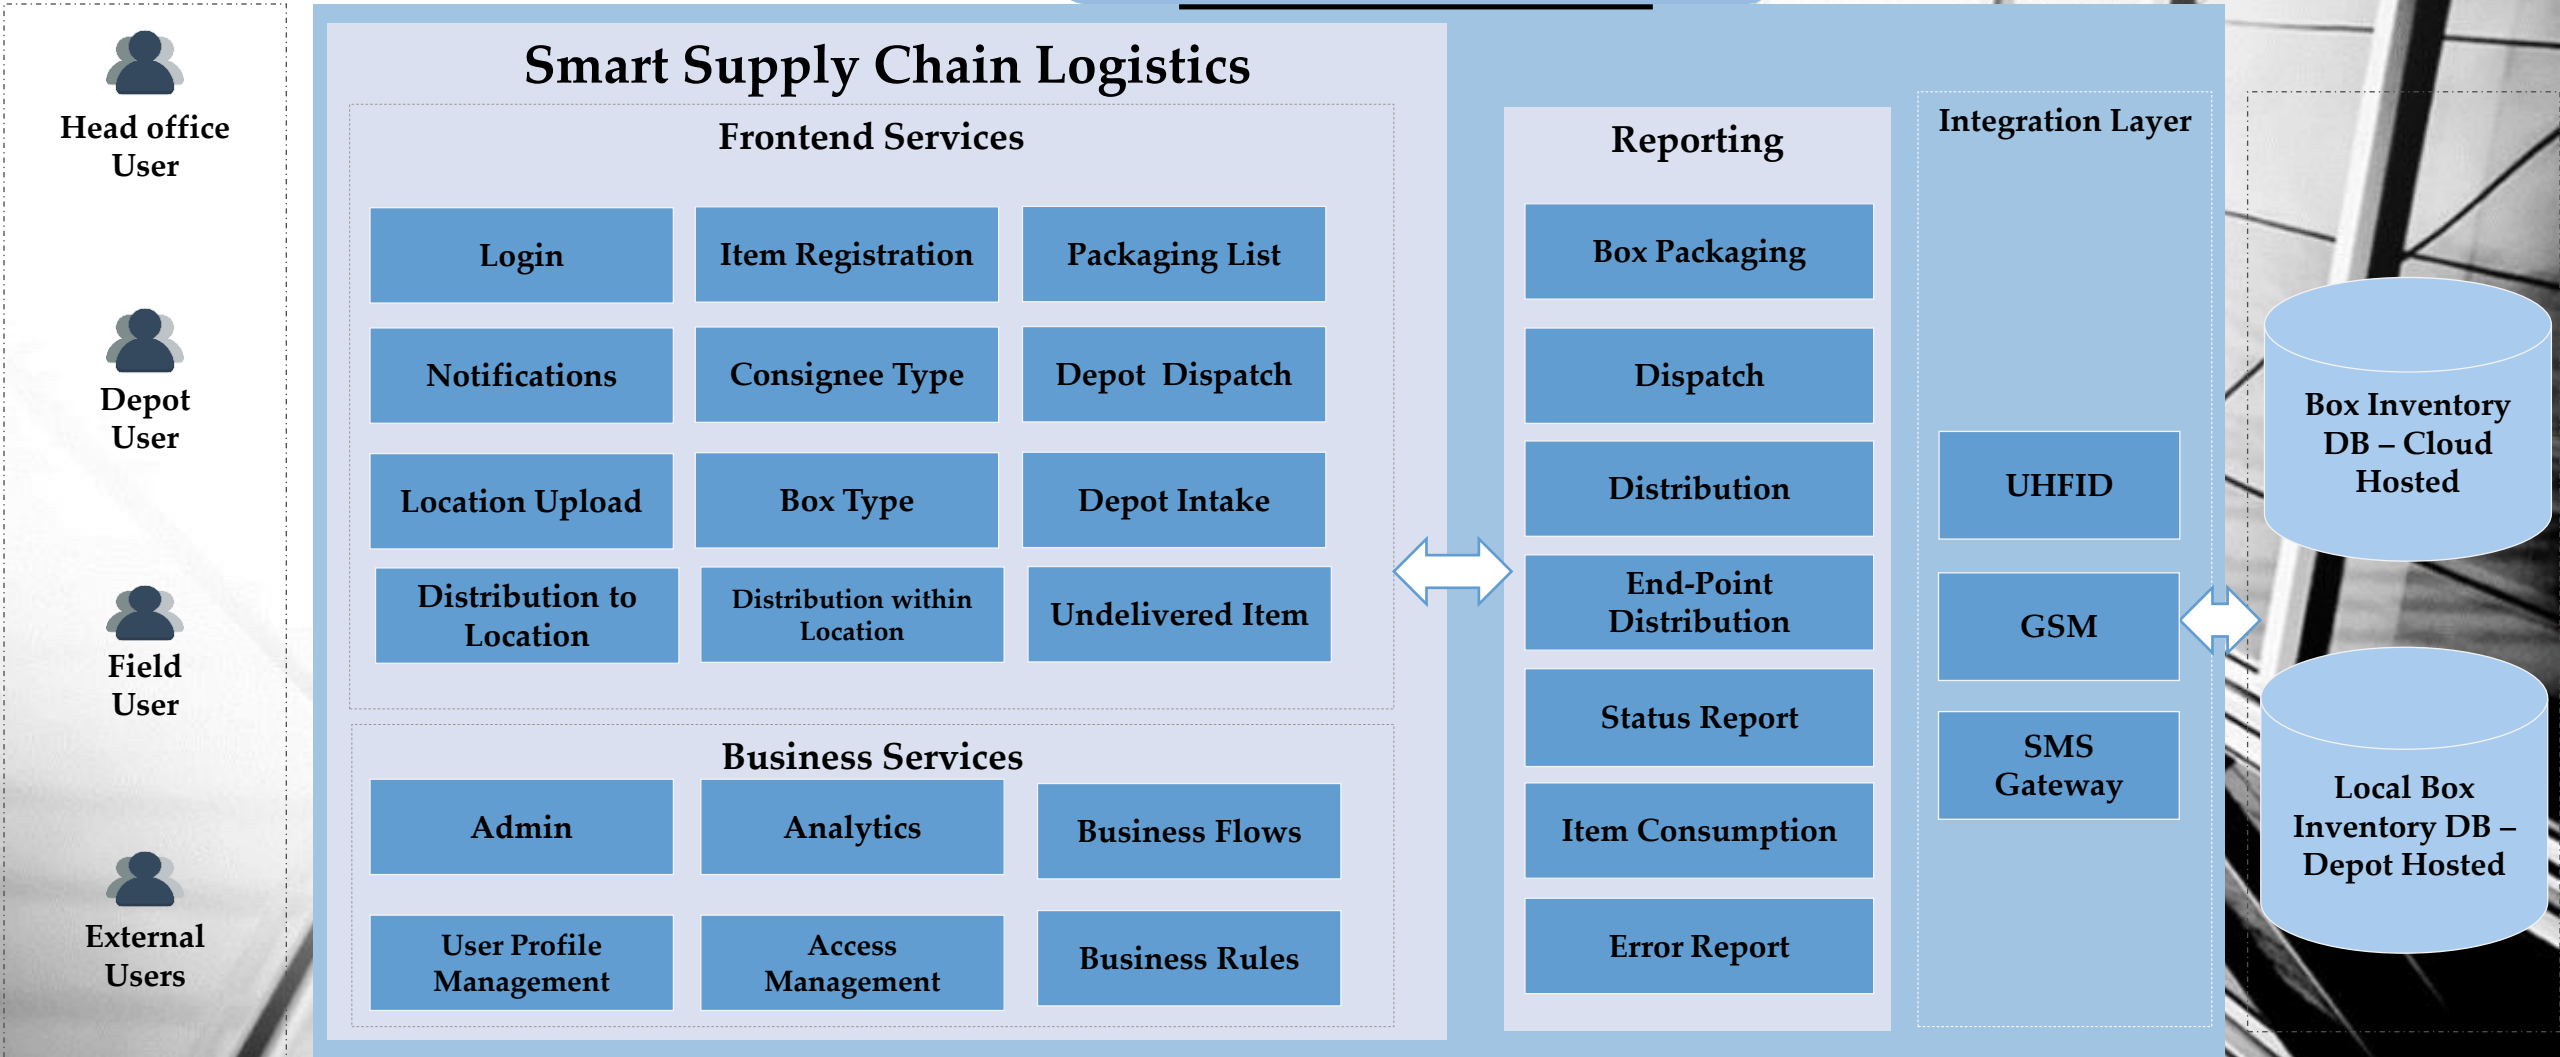 Smart Supply Chain Logistics
Head office
User
Depot
User
Field
User
External
Users
Frontend Services
Login
Item Registration
Packaging List
Notifications
Consignee Type
Depot  Dispatch
Location Upload
Box Type
Depot Intake
Distribution to
Location
Distribution within
Location
Undelivered Item
Business Services
Admin
Analytics
Business Flows
User Profile
Management
Access
Management
Business Rules
Reporting
Box Packaging
Dispatch
Distribution
End-Point
Distribution
Status Report
Item Consumption
Error Report
Integration Layer
UHFID
GSM
SMS
Gateway
Box Inventory
DB – Cloud
Hosted
Local Box
Inventory DB –
Depot Hosted